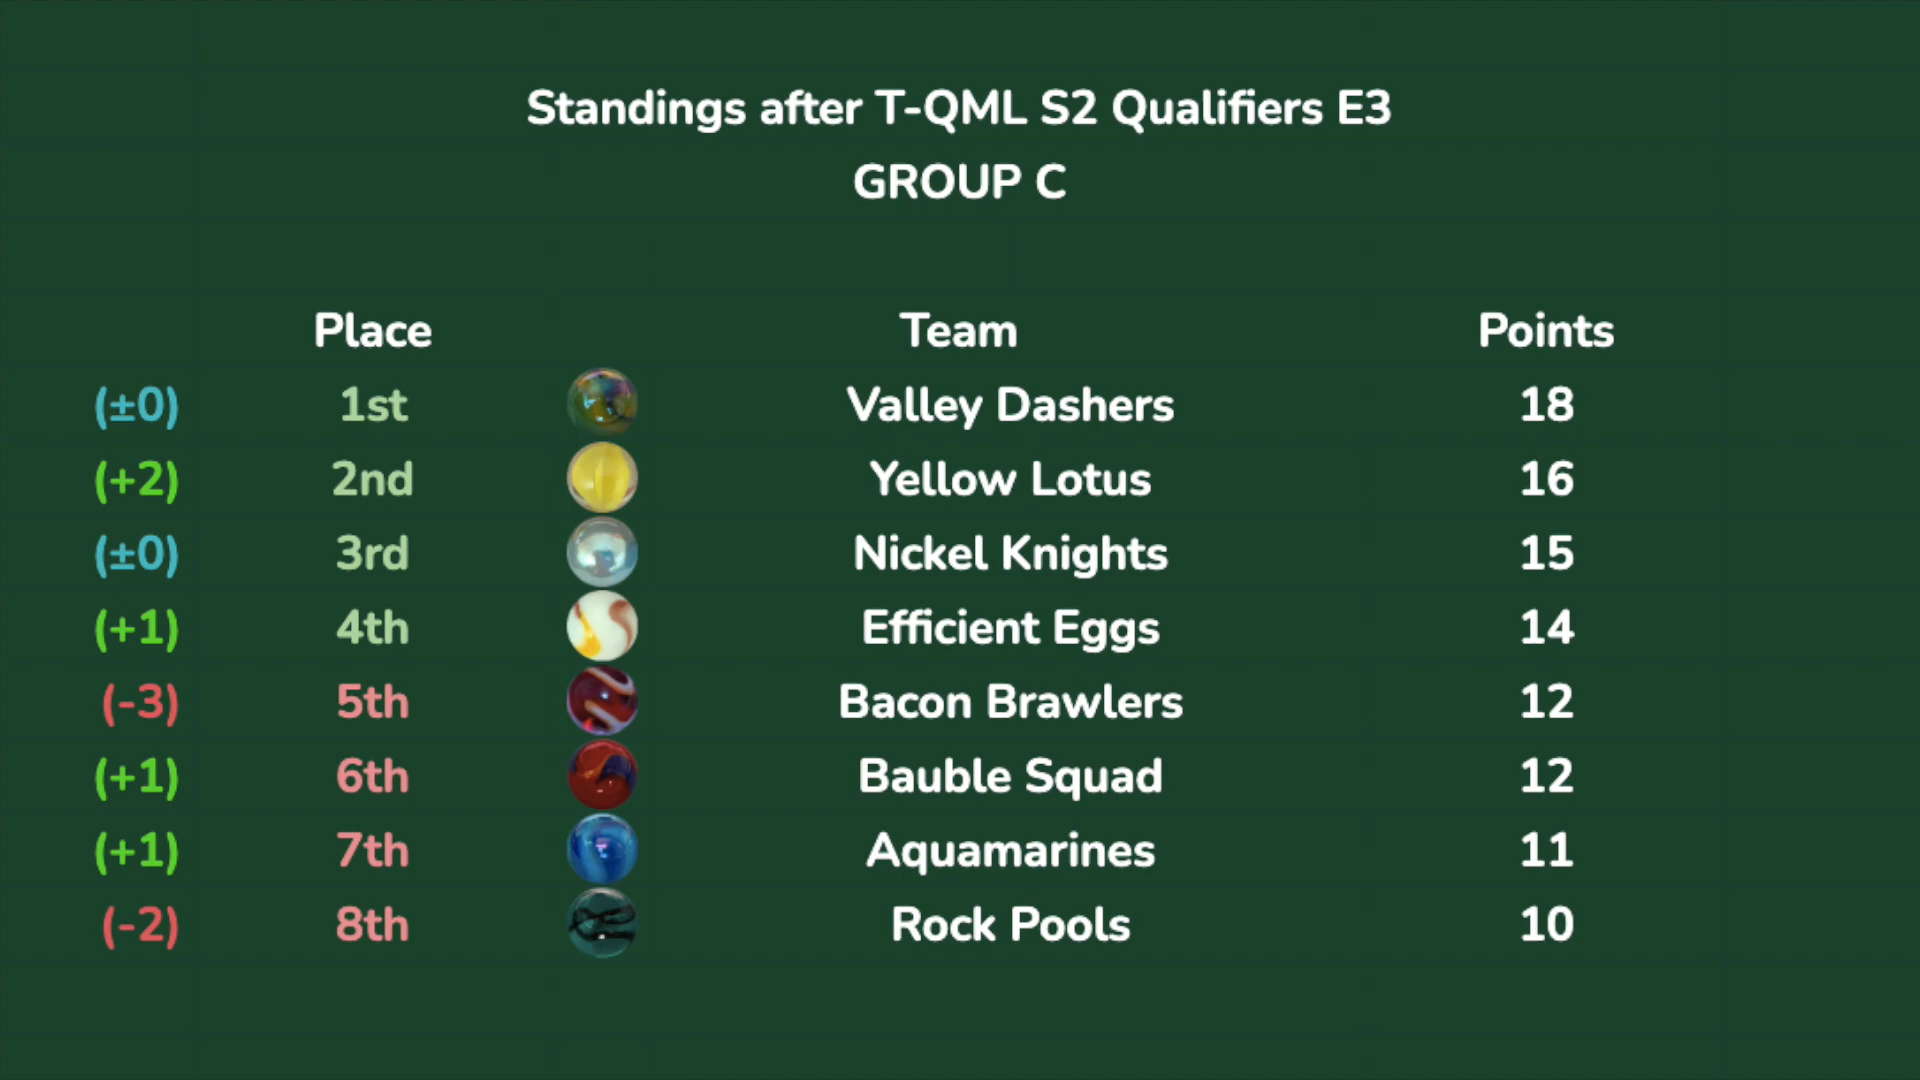 Standings after T-QML S2 Qualifiers E3
GROUP C
Place Team Points
(±0) 1st Valley Dashers 18
(+2) 2nd Yellow Lotus 16
(±0) 3rd Nickel Knights 15
(+1) 4th Efficient Eggs 14
(-3) 5th Bacon Brawlers 12
(+1) 6th Bauble Squad 12
(+1) 7th Aquamarines 11
(-2) 8th Rock Pools 10